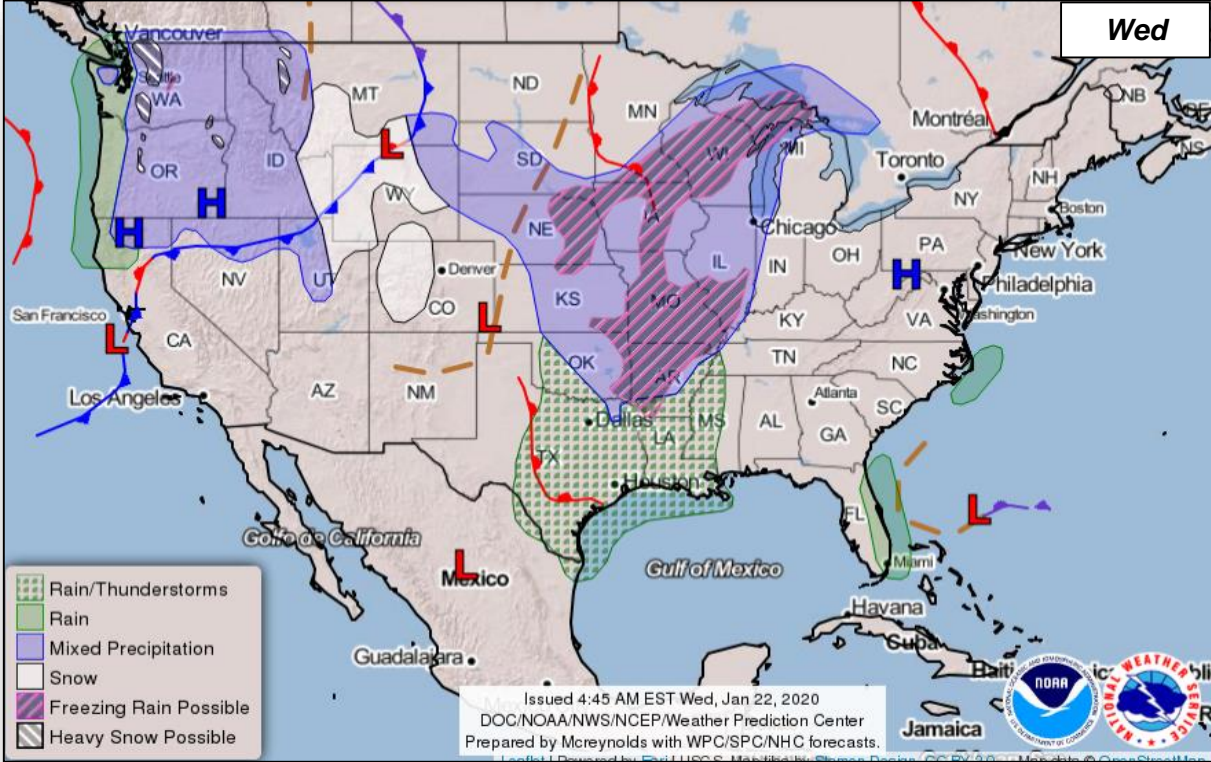 Wed
Vancouver
Seattle
WA
MT
ND
MN
Montréal
NB
NS
OR
ID
SD
WI
MI
Toronto
NH
NY
Boston
WY
IA
NE
Chicago
PA
New York
H
H
H
L
L
L
L
L
NV
UT
Denver
CO
KS
IL
IN
OH
Philadelphia
San Francisco
CA
MO
KY
VA
Washington
OK
AR
TN
NC
Los Angeles
AZ
NM
Atlanta
SC
Dallas
MS
AL
GA
TX
LA
Houston
FL
Golfo de California
Gulf of Mexico
Miami
Mexico
Havana
Cuba
Guadalajara
Haiti
Jamaica
Rain/Thunderstorms
Rain
Mixed Precipitation
Snow
Freezing Rain Possible
Heavy Snow Possible
Issued 4:45 AM EST Wed, Jan 22, 2020
DOC/NOAA/NWS/NCEP/Weather Prediction Center
Prepared by Mcreynolds with WPC/SPC/NHC forecasts.
NOAA
NATIONAL WEATHER SERVICE